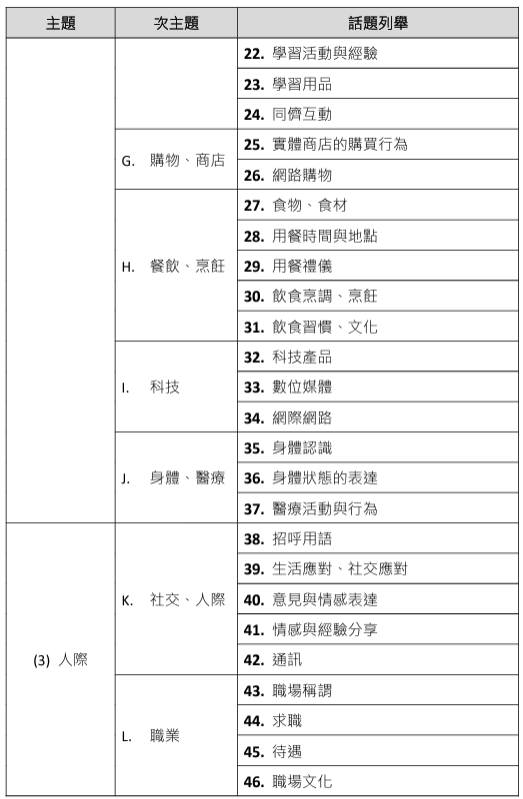 主題 次主題 話題列舉
22. 學習活動與經驗
23. 學習用品
24. 同儕互動
G. 購物、商店
25. 實體商店的購買行為
26. 網路購物
H. 餐飲、烹飪
27. 食物、食材
28. 用餐時間與地點
29. 用餐禮儀
30. 飲食烹調、烹飪
31. 飲食習慣、文化
I. 科技
32. 科技產品
33. 數位媒體
34. 網際網路
J. 身體、醫療
35. 身體認識
36. 身體狀態的表達
37. 醫療活動與行為
(3) 人際
K. 社交、人際
38. 招呼用語
39. 生活應對、社交應對
40. 意見與情感表達
41. 情感與經驗分享
42. 通訊
L. 職業
43. 職場稱謂
44. 求職
45. 待遇
46. 職場文化